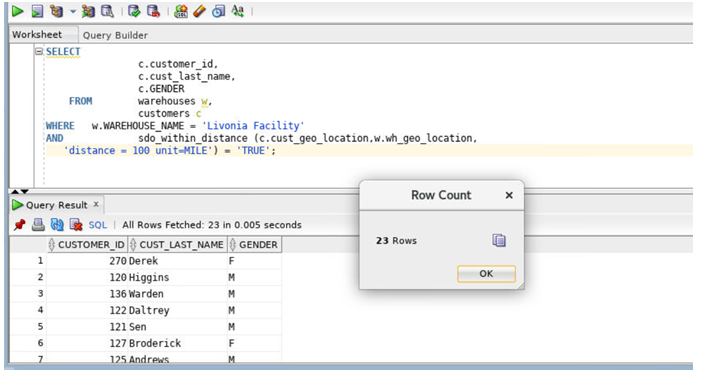 Worksheet Query Builder
SELECT
c.customer_id,
c.cust_last_name,
c.GENDER
FROM warehouses w,
customers c
WHERE w.WAREHOUSE_NAME = 'Livonia Facility'
AND sdo_within_distance (c.cust_geo_location,w.wh_geo_location,
'distance = 100 unit=MILE') = 'TRUE';
Row Count ×
23 Rows
OK
Query Result ×
SQL | All Rows Fetched: 23 in 0.005 seconds
CUSTOMER_ID CUST_LAST_NAME GENDER
1 270 Derek F
2 120 Higgins M
3 136 Warden M
4 122 Daltrey M
5 121 Sen M
6 127 Broderick F
7 125 Andrews M